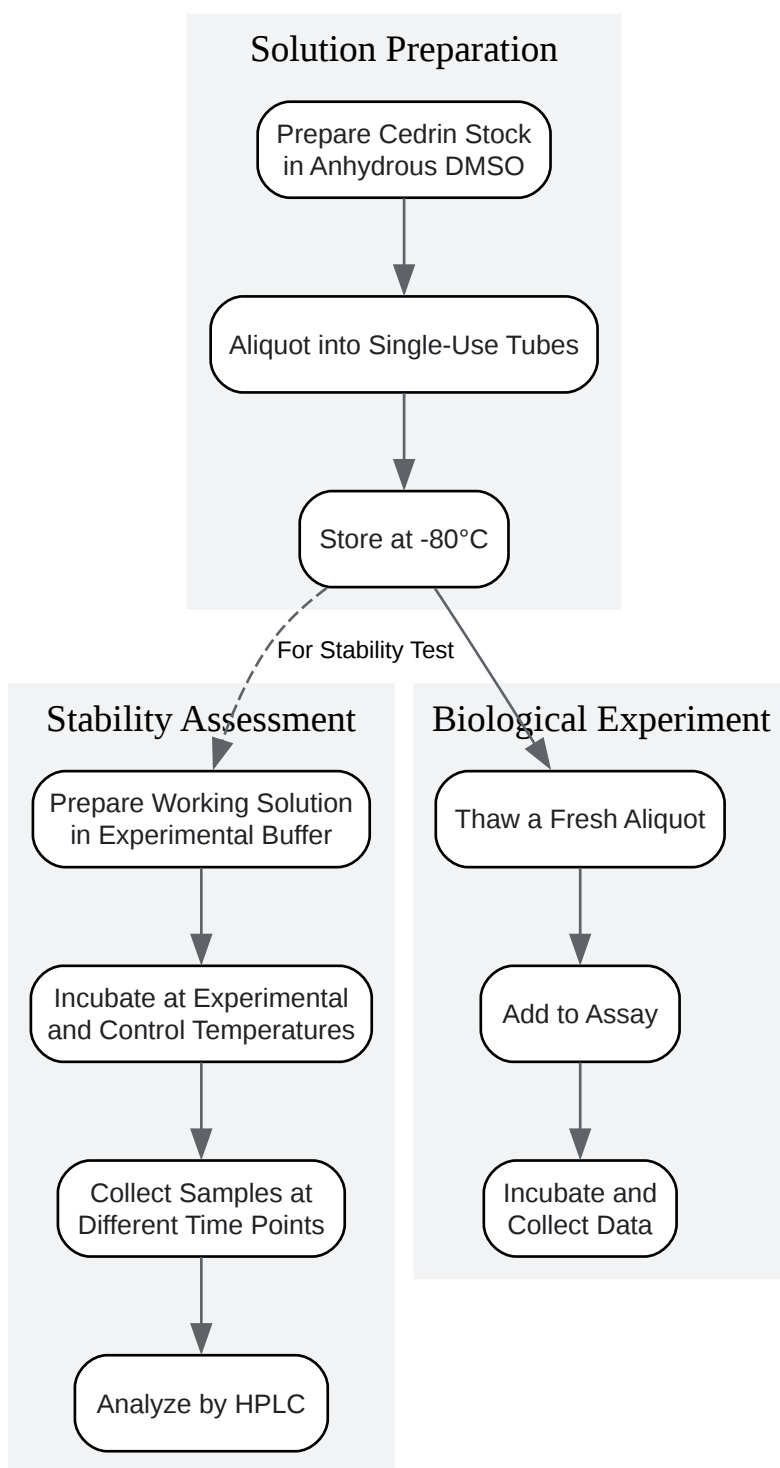 Solution Preparation
Prepare Cedrin Stock
in Anhydrous DMSO
Aliquot into Single-Use Tubes
Store at -80°C
For Stability Test
Stability Assessment
Prepare Working Solution
in Experimental Buffer
Incubate at Experimental
and Control Temperatures
Collect Samples at
Different Time Points
Analyze by HPLC
Biological Experiment
Thaw a Fresh Aliquot
Add to Assay
Incubate and
Collect Data